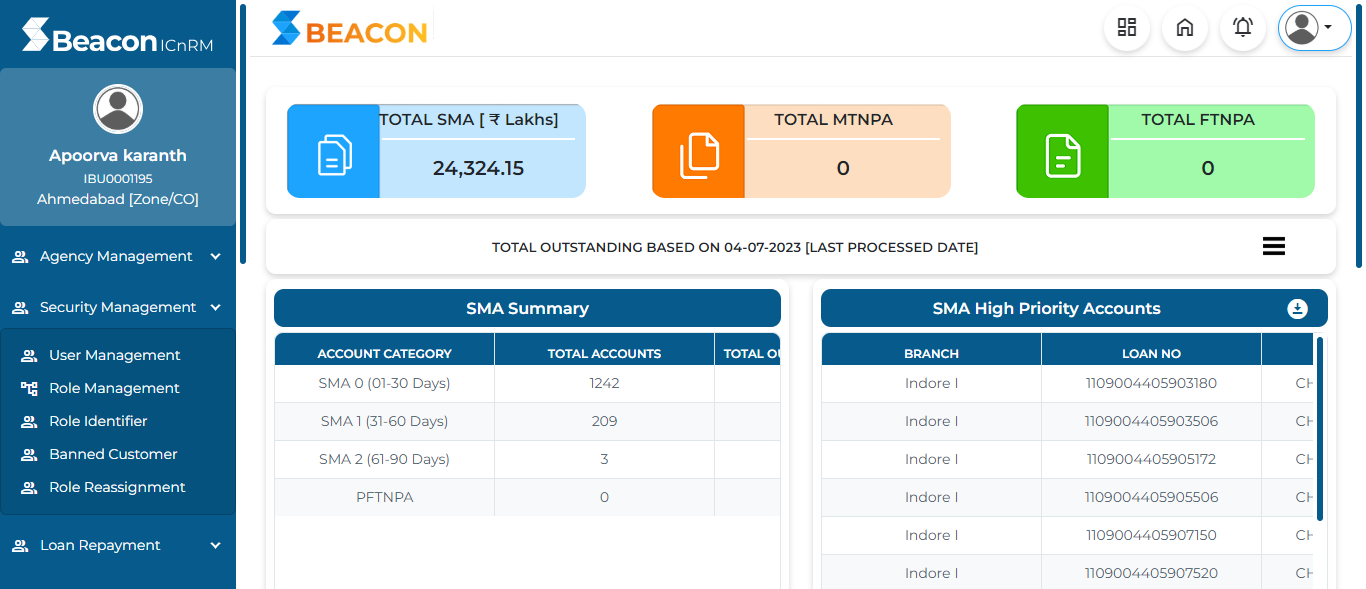 Beacon ICnRM
Apoorva karanth
IBU0001195
Ahmedabad [Zone/CO]
Agency Management
Security Management
User Management
Role Management
Role Identifier
Banned Customer
Role Reassignment
Loan Repayment
BEACON
TOTAL SMA [ ₹ Lakhs]
24,324.15
TOTAL MTNPA
0
TOTAL FTNPA
0
TOTAL OUTSTANDING BASED ON 04-07-2023 [LAST PROCESSED DATE]
SMA Summary
ACCOUNT CATEGORY TOTAL ACCOUNTS TOTAL
SMA 0 (01-30 Days) 1242
SMA 1 (31-60 Days) 209
SMA 2 (61-90 Days) 3
PFTNPA 0
SMA High Priority Accounts
BRANCH LOAN NO
Indore I 1109004405903180 CH
Indore I 1109004405903506 CH
Indore I 1109004405905172 CH
Indore I 1109004405905506 CH
Indore I 1109004405907150 CH
Indore I 1109004405907520 CH